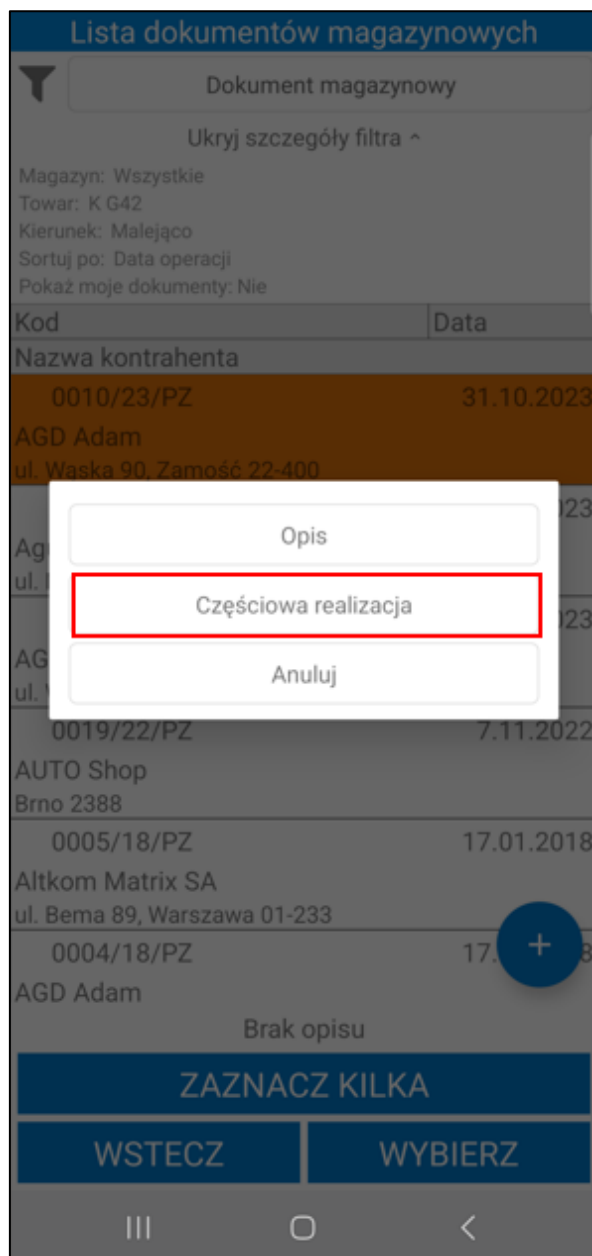 Lista dokumentów magazynowych
Dokument magazynowy
Ukryj szczegóły filtra ^
Magazyn: Wszystkie
Towar: K G42
Kierunek: Malejąco
Sortuj po: Data operacji
Pokaż moje dokumenty: Nie
Kod Data
Nazwa kontrahenta
0010/23/PZ 31.10.2023
AGD Adam
ul. Wąska 90, Zamość 22-400
Opis
Częściowa realizacja
Anuluj
0019/22/PZ 7.11.2022
AUTO Shop
Brno 2388
0005/18/PZ 17.01.2018
Altkom Matrix SA
ul. Bema 89, Warszawa 01-233
0004/18/PZ 17.
AGD Adam
Brak opisu
ZAZNACZ KILKA
WSTECZ WYBIERZ